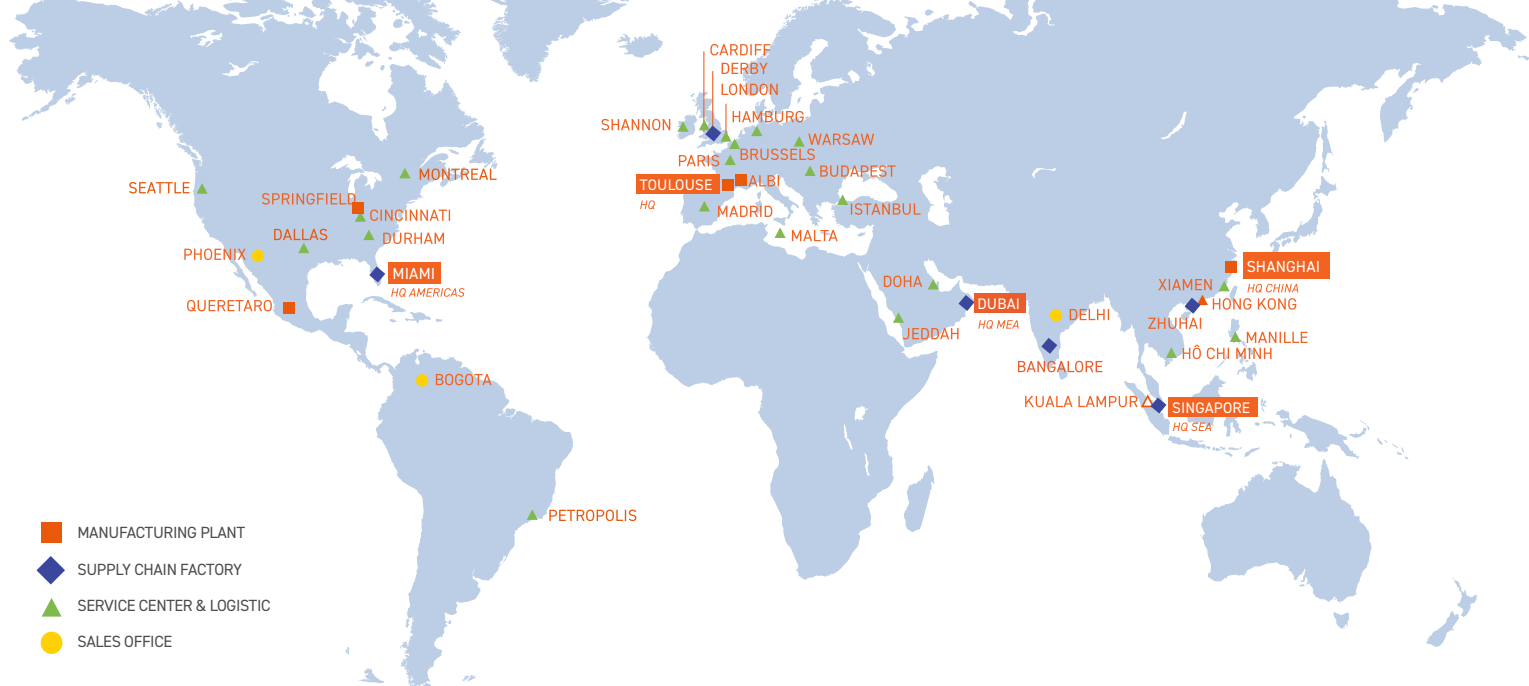 CARDIFF
DERBY
LONDON
HAMBURG
SHANNON
WARSAW
BRUSSELS
PARIS
BUDAPEST
TOULOUSE
HQ
ALBI
MADRID
ISTANBUL
MALTA
MONTREAL
SEATTLE
SPRINGFIELD
CINCINNATI
DALLAS
DURHAM
PHOENIX
MIAMI
HQ AMERICAS
QUERETARO
BOGOTA
PETROPOLIS
DOHA
JEDDAH
DUBAI
HQ MEA
DELHI
BANGALORE
SHANGHAI
HQ CHINA
XIAMEN
HONG KONG
ZHUHAI
MANILLE
HÔ CHI MINH
KUALA LAMPUR
SINGAPORE
HQ SEA
MANUFACTURING PLANT
SUPPLY CHAIN FACTORY
SERVICE CENTER & LOGISTIC
SALES OFFICE